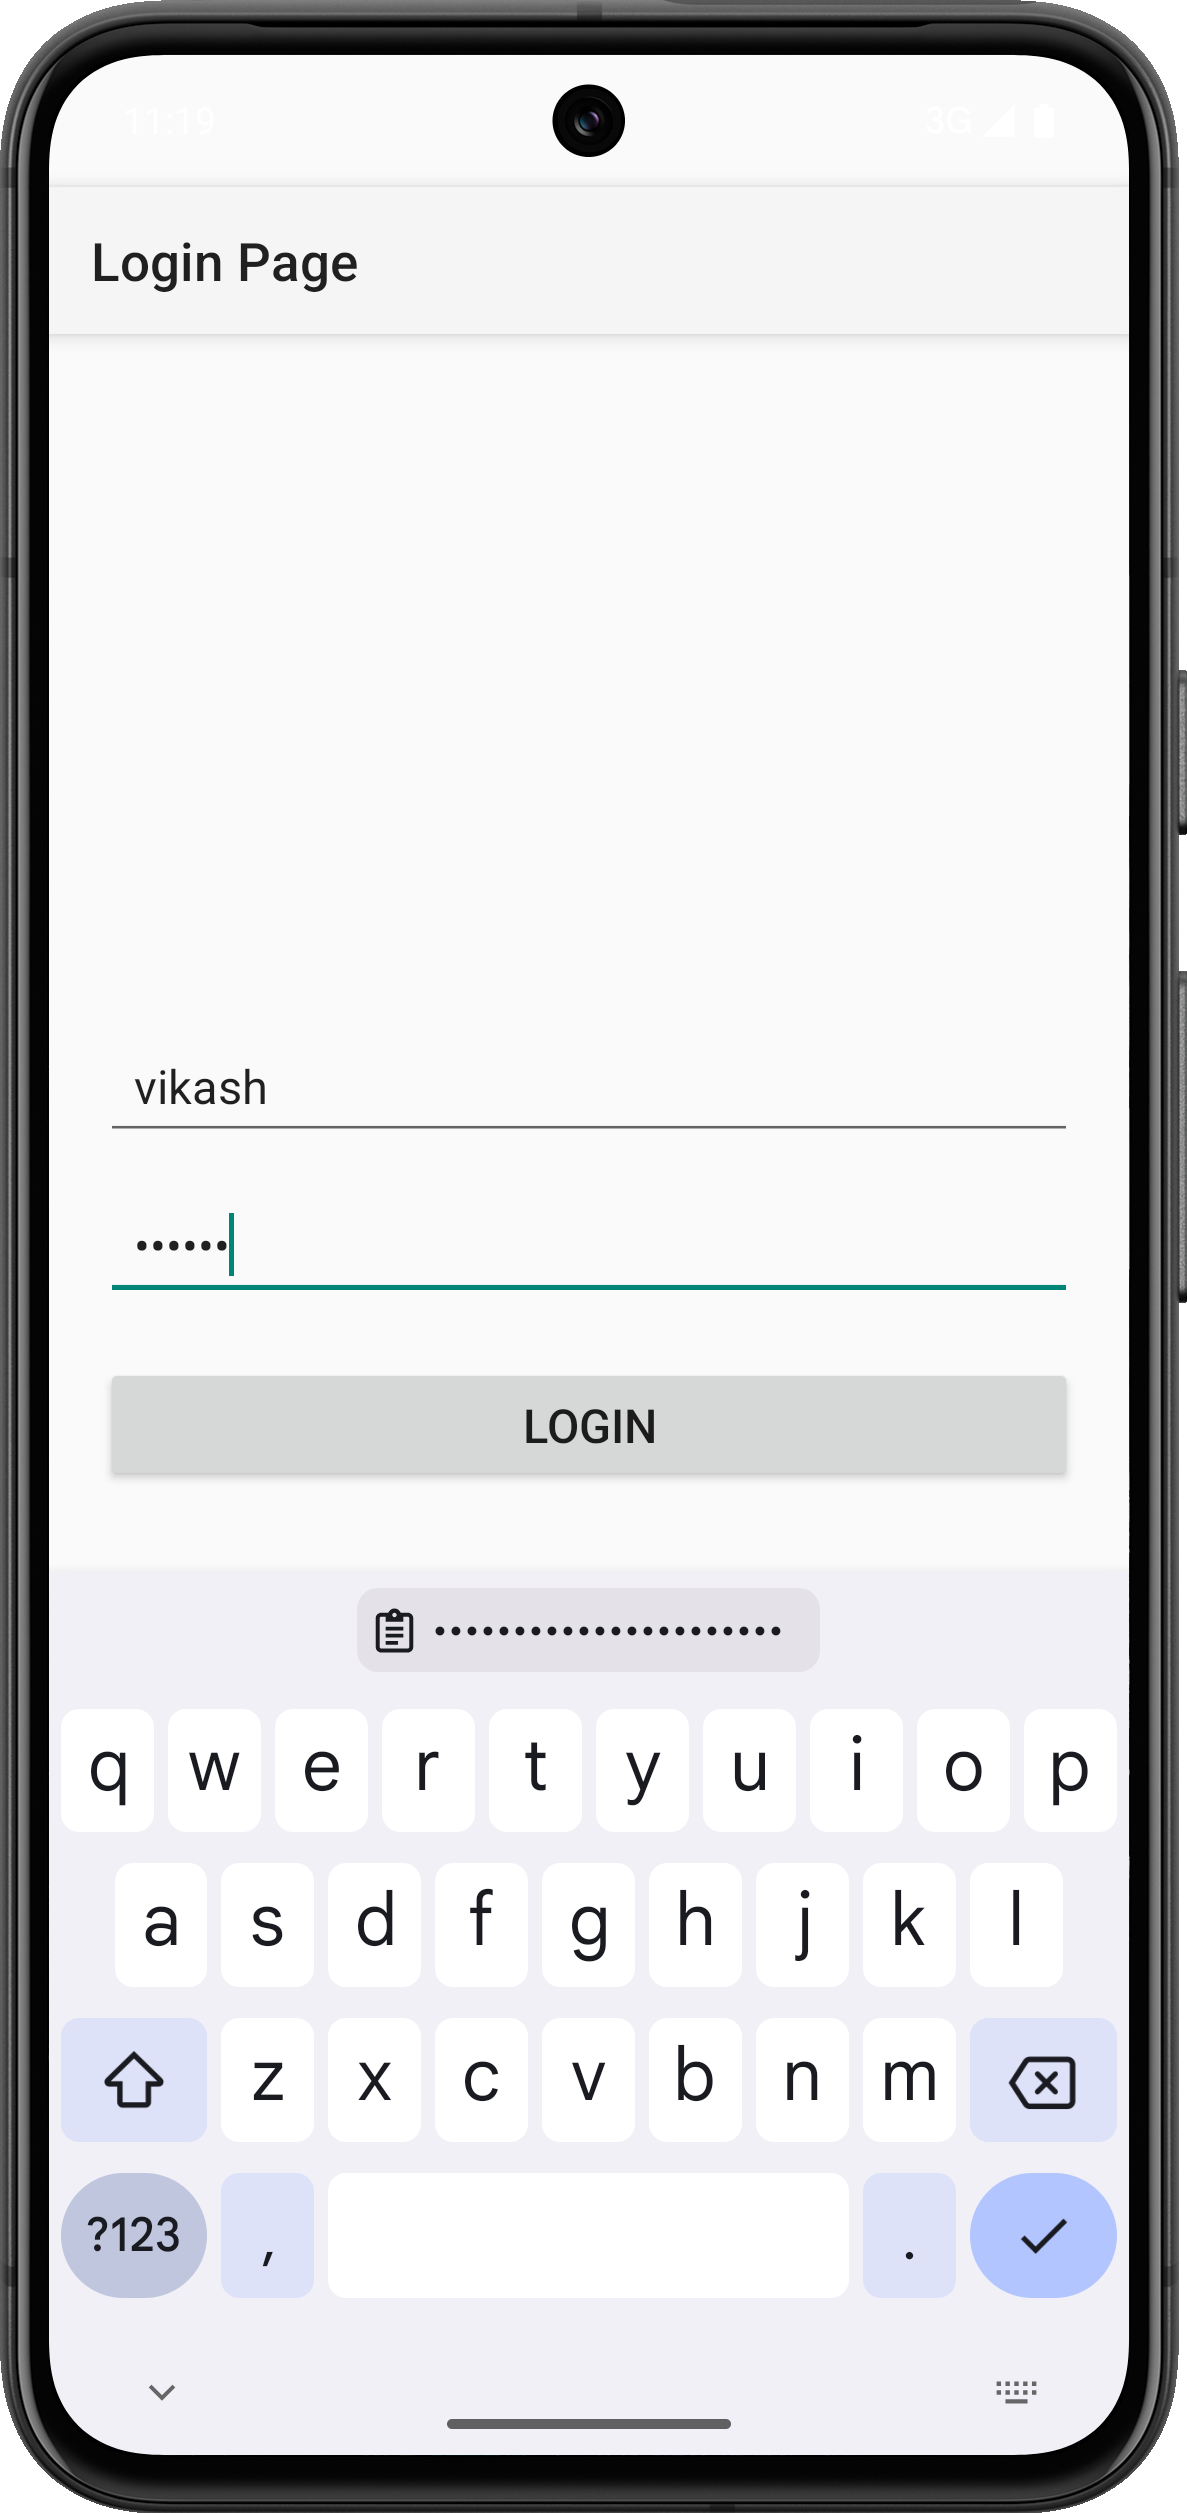 11:19 3G
Login Page
vikash
••••••
LOGIN
••••••••••••••••••••••
q w e r t y u i o p
a s d f g h j k l
z x c v b n m
?123 , .